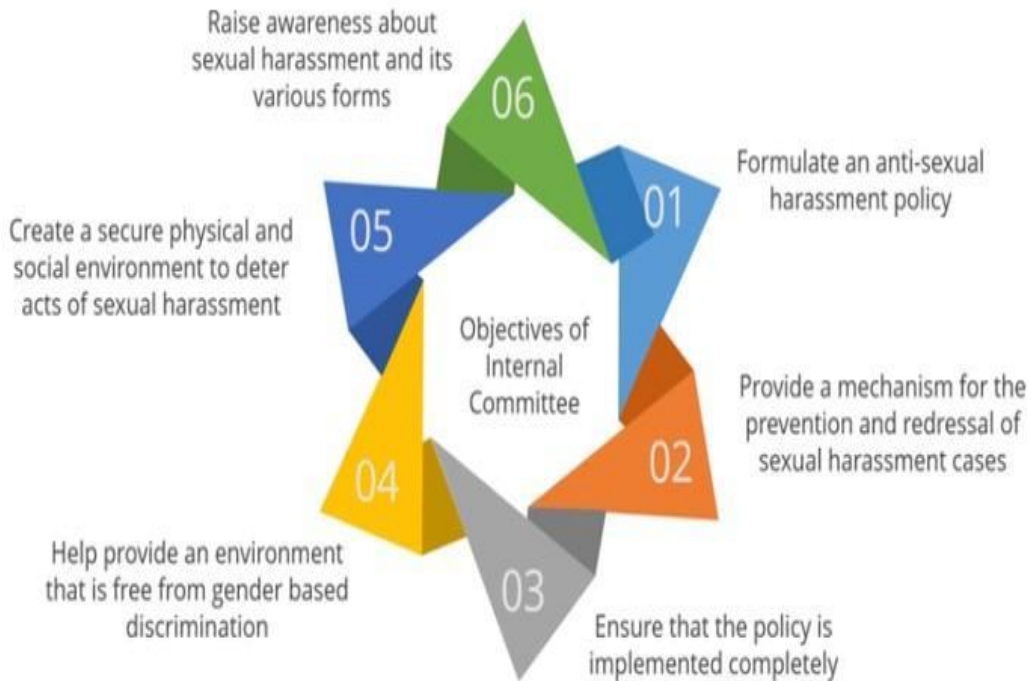 Objectives of
Internal
Committee
01
Formulate an anti-sexual
harassment policy
02
Provide a mechanism for the
prevention and redressal of
sexual harassment cases
03
Ensure that the policy is
implemented completely
04
Help provide an environment
that is free from gender based
discrimination
05
Create a secure physical and
social environment to deter
acts of sexual harassment
06
Raise awareness about
sexual harassment and its
various forms